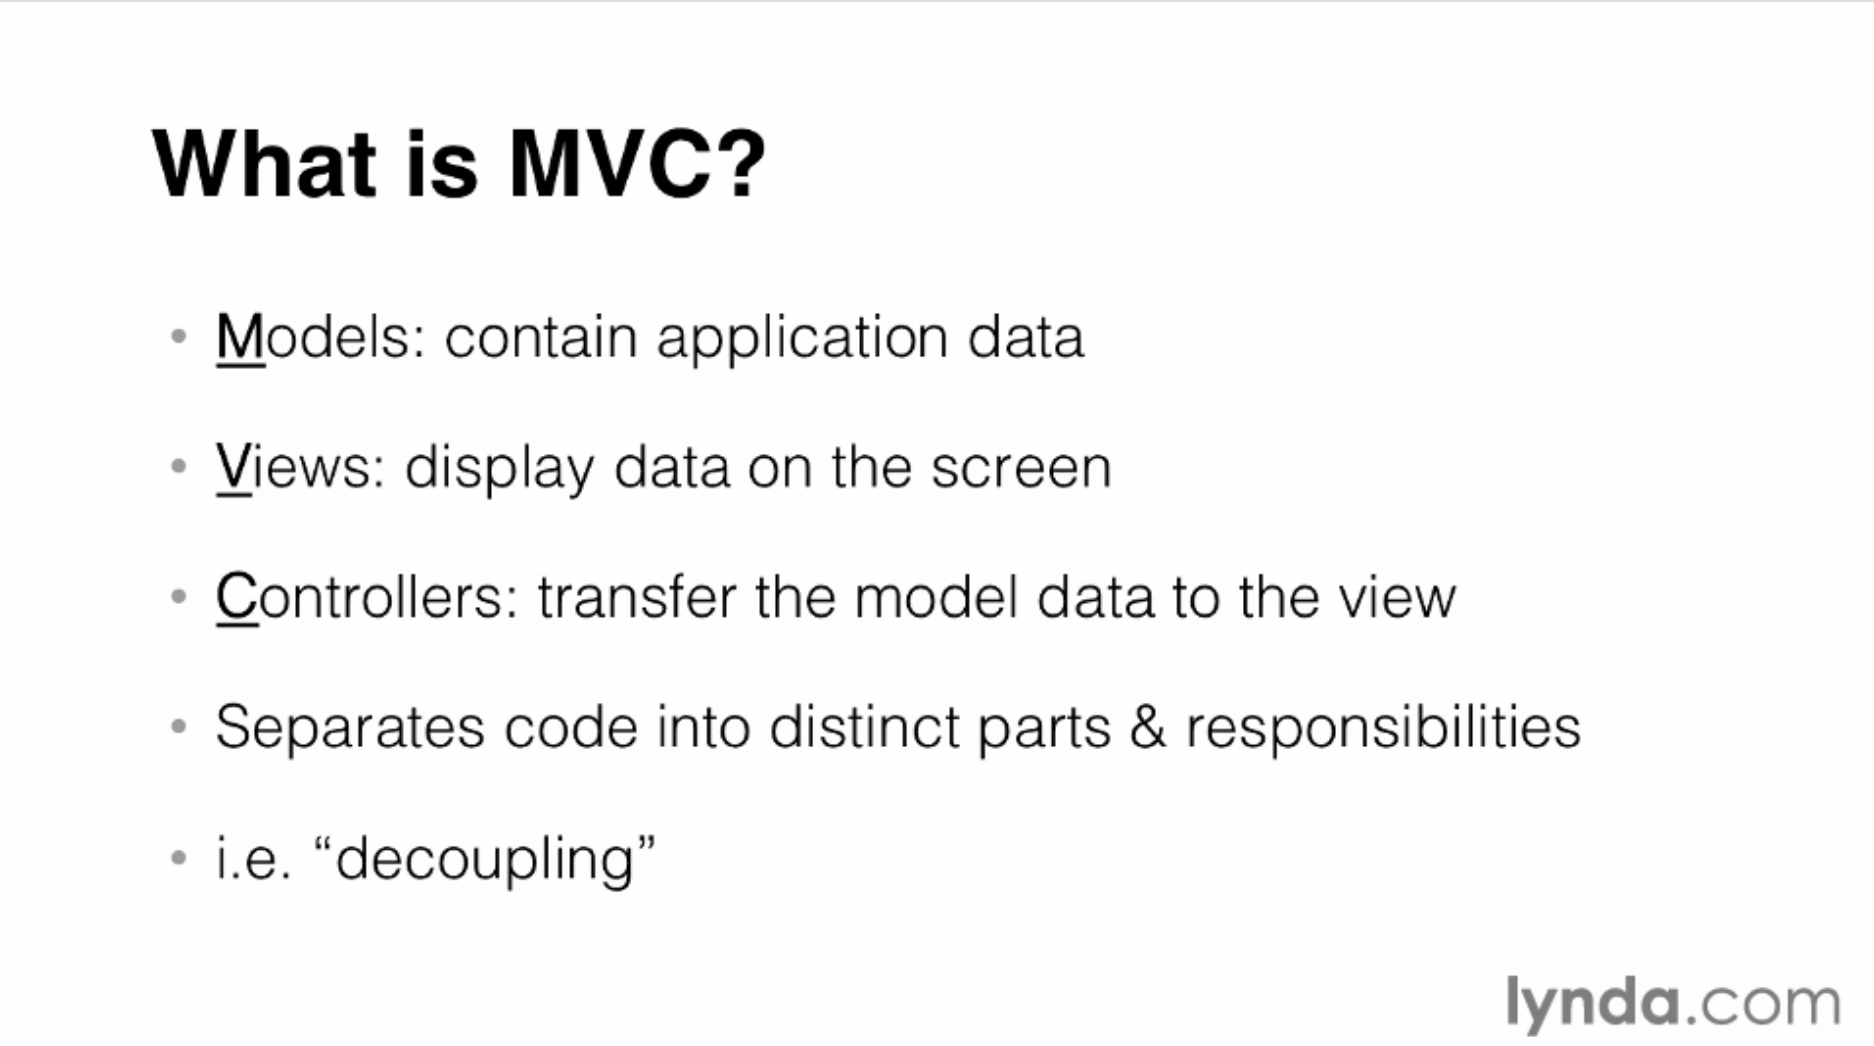 What is MVC?
• Models: contain application data
• Views: display data on the screen
• Controllers: transfer the model data to the view
• Separates code into distinct parts & responsibilities
• i.e. “decoupling”
lynda.com